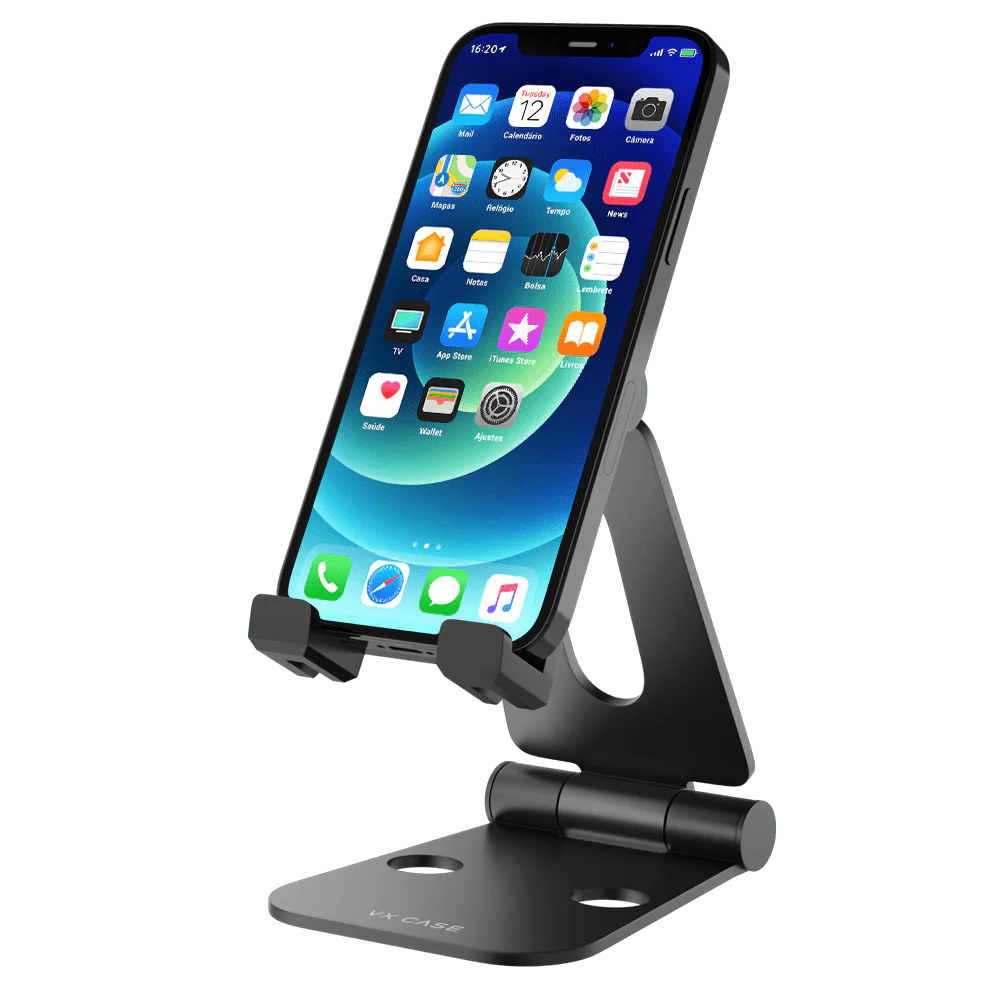 16:20
Tuesday
12
Mail
Calendário
Fotos
Câmera
280
Mapas
Relógio
Tempo
News
Casa
Notas
Bolsa
Lembrete
TV
App Store
iTunes Store
Livros
Saúde
Wallet
Ajustes
VX CASE